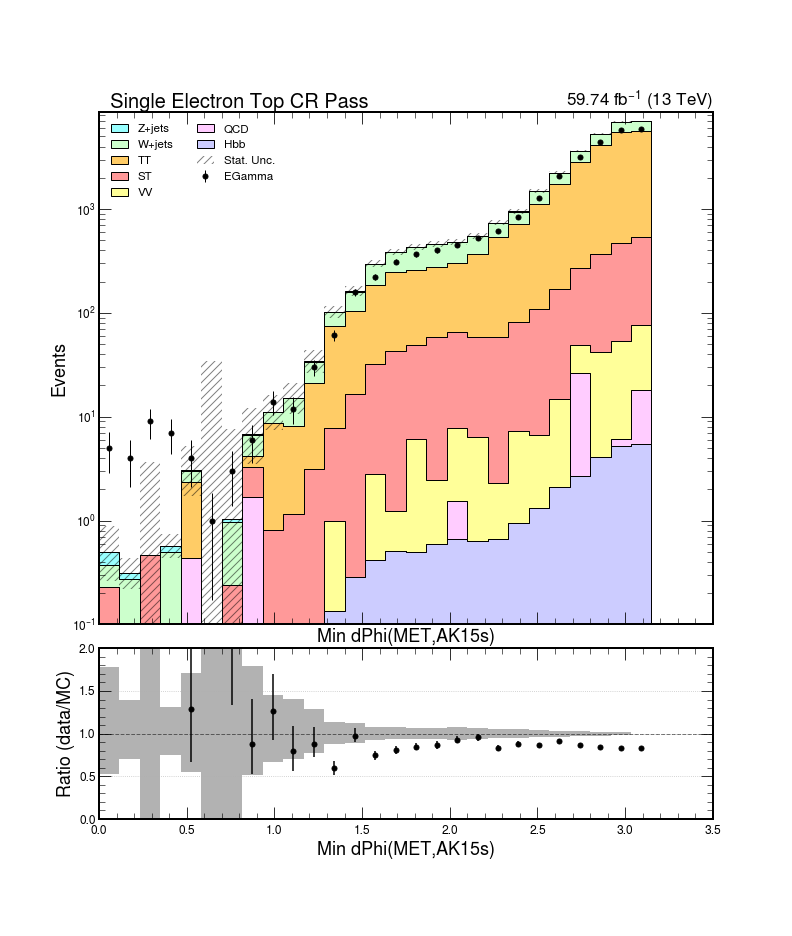 Single Electron Top CR Pass
59.74 fb⁻¹ (13 TeV)
Z+jets
W+jets
TT
ST
VV
QCD
Hbb
Stat. Unc.
EGamma
Events
10³
10²
10¹
10⁰
10⁻¹
Min dPhi(MET,AK15s)
Ratio (data/MC)
2.0
1.5
1.0
0.5
0.0
0.0 0.5 1.0 1.5 2.0 2.5 3.0 3.5
Min dPhi(MET,AK15s)